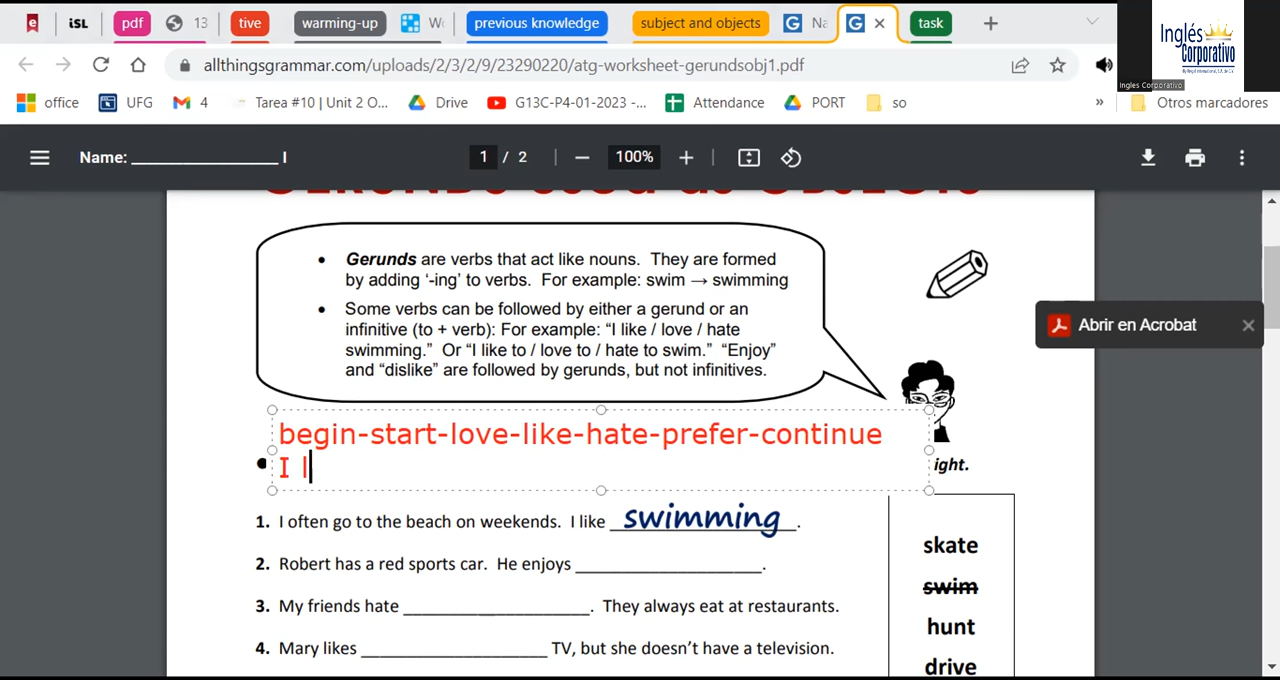 pdf
13
tive
warming-up
previous knowledge
subject and objects
task
Inglés
Corporativo
Ingles Corporativo
allthingsgrammar.com/uploads/2/3/2/9/23290220/atg-worksheet-gerundsobj1.pdf
office
UFG
4
Tarea #10 | Unit 2 O...
Drive
G13C-P4-01-2023 -...
Attendance
PORT
so
»
Otros marcadores
Name: _________________ I
1 / 2
100%
GERUNDS USED AS OBJECTS
• Gerunds are verbs that act like nouns. They are formed
by adding ‘-ing’ to verbs. For example: swim → swimming
• Some verbs can be followed by either a gerund or an
infinitive (to + verb): For example: “I like / love / hate
swimming.” Or “I like to / love to / hate to swim.” “Enjoy”
and “dislike” are followed by gerunds, but not infinitives.
Abrir en Acrobat
begin-start-love-like-hate-prefer-continue
I l
ight.
1. I often go to the beach on weekends. I like swimming.
2. Robert has a red sports car. He enjoys ____________________.
3. My friends hate ____________________. They always eat at restaurants.
4. Mary likes ____________________ TV, but she doesn’t have a television.
skate
swim
hunt
drive